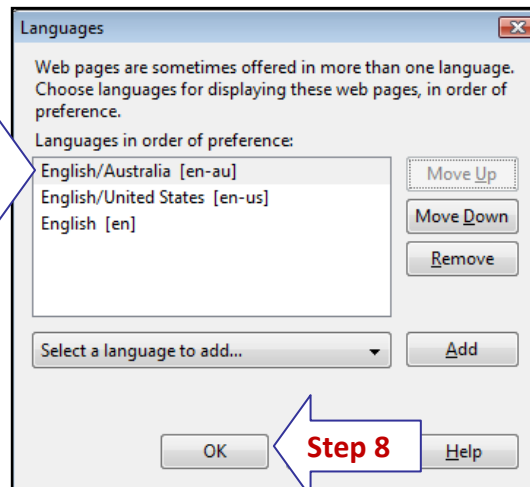 Languages
Web pages are sometimes offered in more than one language.
Choose languages for displaying these web pages, in order of
preference.
Languages in order of preference:
English/Australia [en-au]
English/United States [en-us]
English [en]
Move Up
Move Down
Remove
Select a language to add...
Add
OK
Step 8
Help